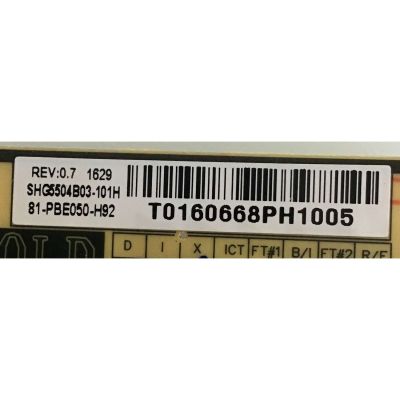 REV:0.7 1629
SHG5504B03-101H
81-PBE050-H92
T0160668PH1005
D I X ICT FT#1 B/I FT#2 R/F